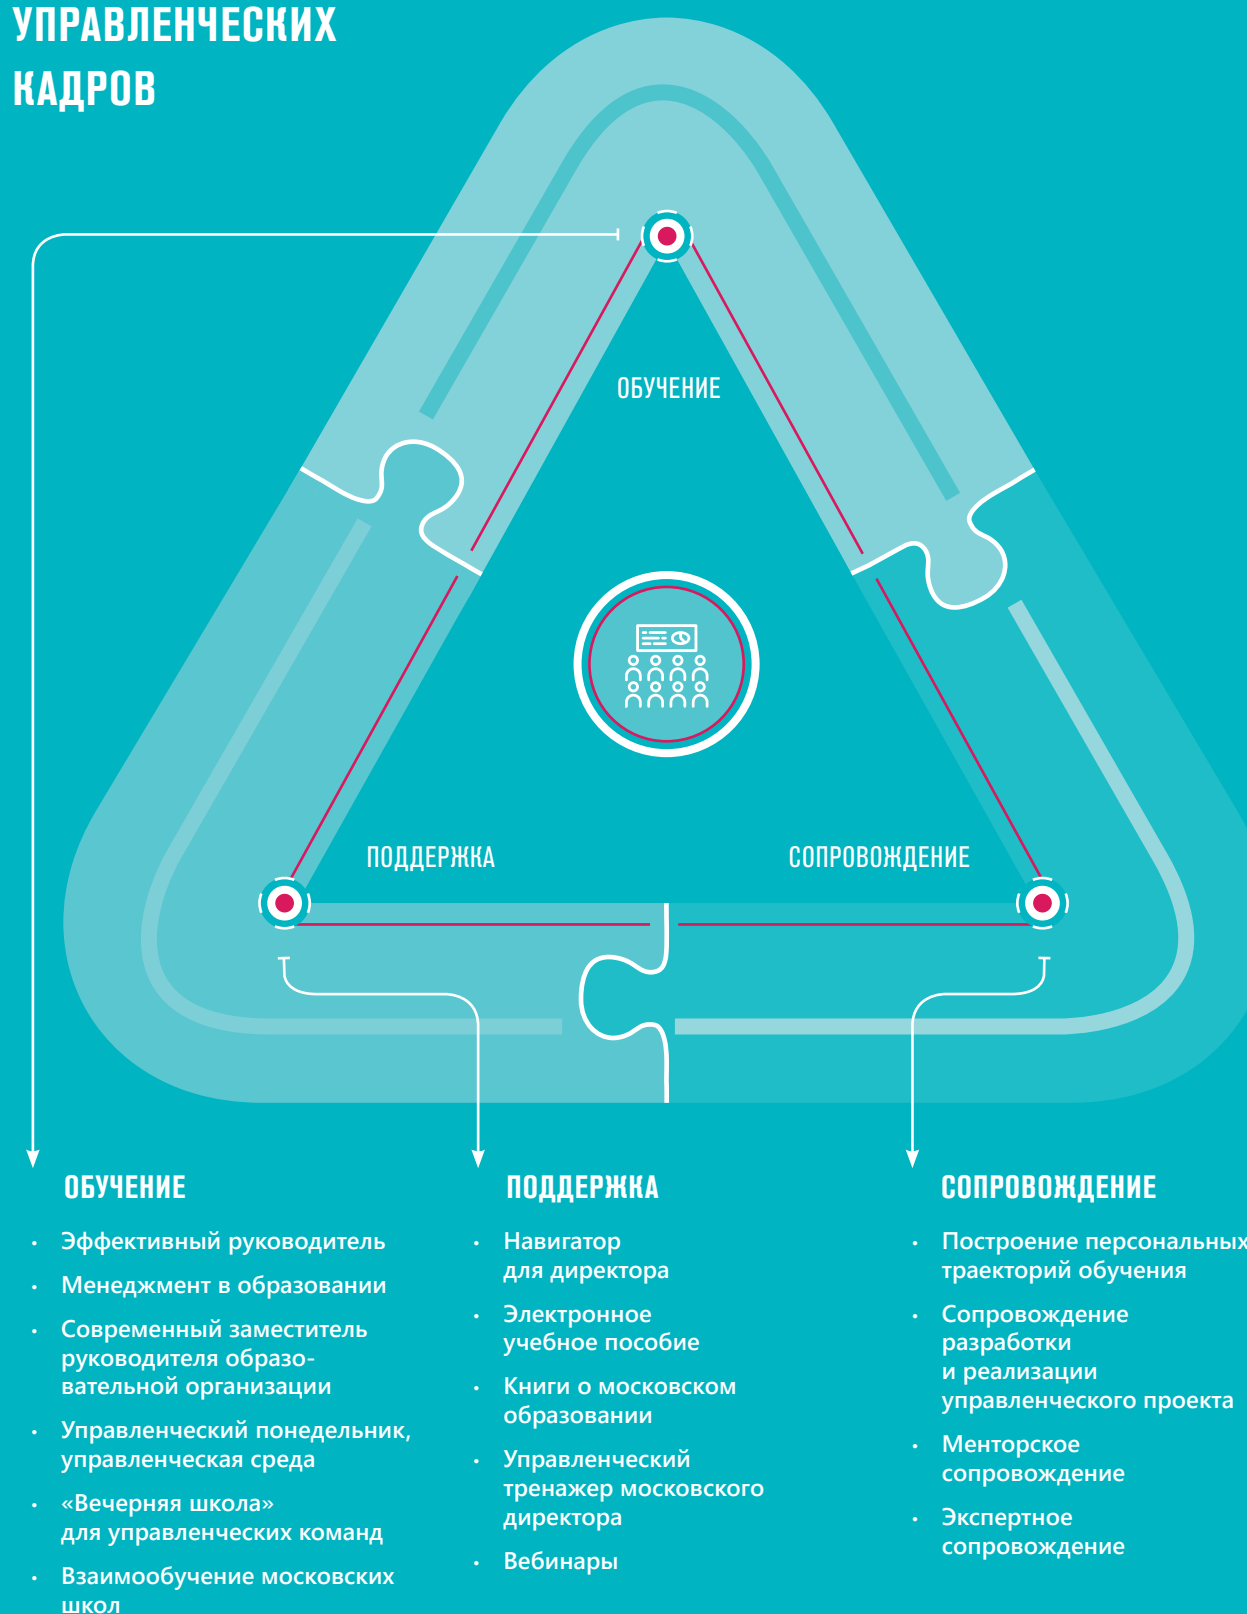 УПРАВЛЕНЧЕСКИХ
КАДРОВ
ОБУЧЕНИЕ
ПОДДЕРЖКА
СОПРОВОЖДЕНИЕ
ОБУЧЕНИЕ
• Эффективный руководитель
• Менеджмент в образовании
• Современный заместитель
руководителя образо-
вательной организации
• Управленческий понедельник,
управленческая среда
• «Вечерняя школа»
для управленческих команд
• Взаимообучение московских
школ
ПОДДЕРЖКА
• Навигатор
для директора
• Электронное
учебное пособие
• Книги о московском
образовании
• Управленческий
тренажер московского
директора
• Вебинары
СОПРОВОЖДЕНИЕ
• Построение персональных
траекторий обучения
• Сопровождение
разработки
и реализации
управленческого проекта
• Менторское
сопровождение
• Экспертное
сопровождение